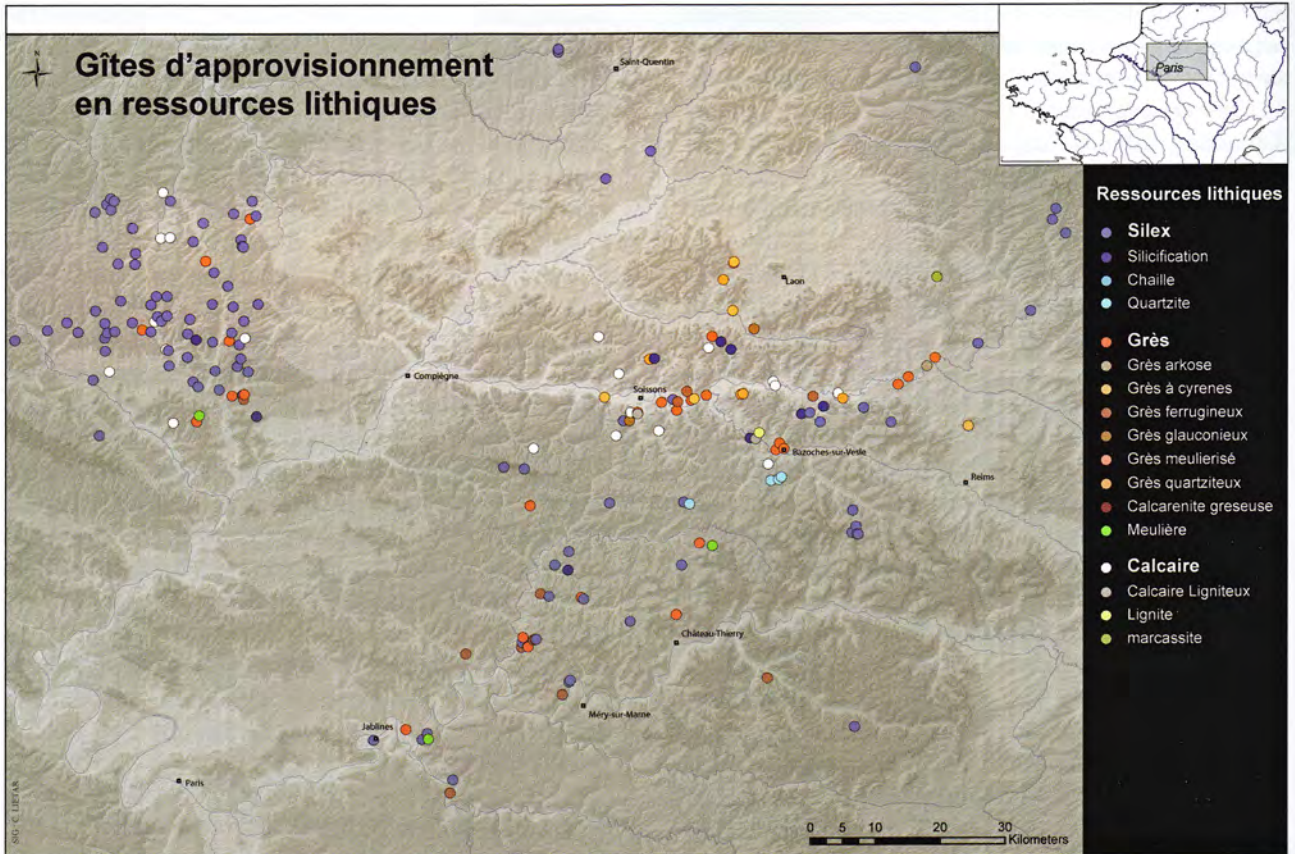 N
Gîtes d'approvisionnement
en ressources lithiques
Saint-Quentin
Paris
Laon
Compiègne
Soissons
Bazoches-sur-Vesle
Reims
Château-Thierry
Méry-sur-Marne
Jablines
Paris
SIG - C. LIETAR
0 5 10 20 30
Kilometers
Ressources lithiques
Silex
Silicification
Chaille
Quartzite
Grès
Grès arkose
Grès à cyrenes
Grès ferrugineux
Grès glauconieux
Grès meulierisé
Grès quartziteux
Calcarenite greseuse
Meulière
Calcaire
Calcaire Ligniteux
Lignite
marcassite